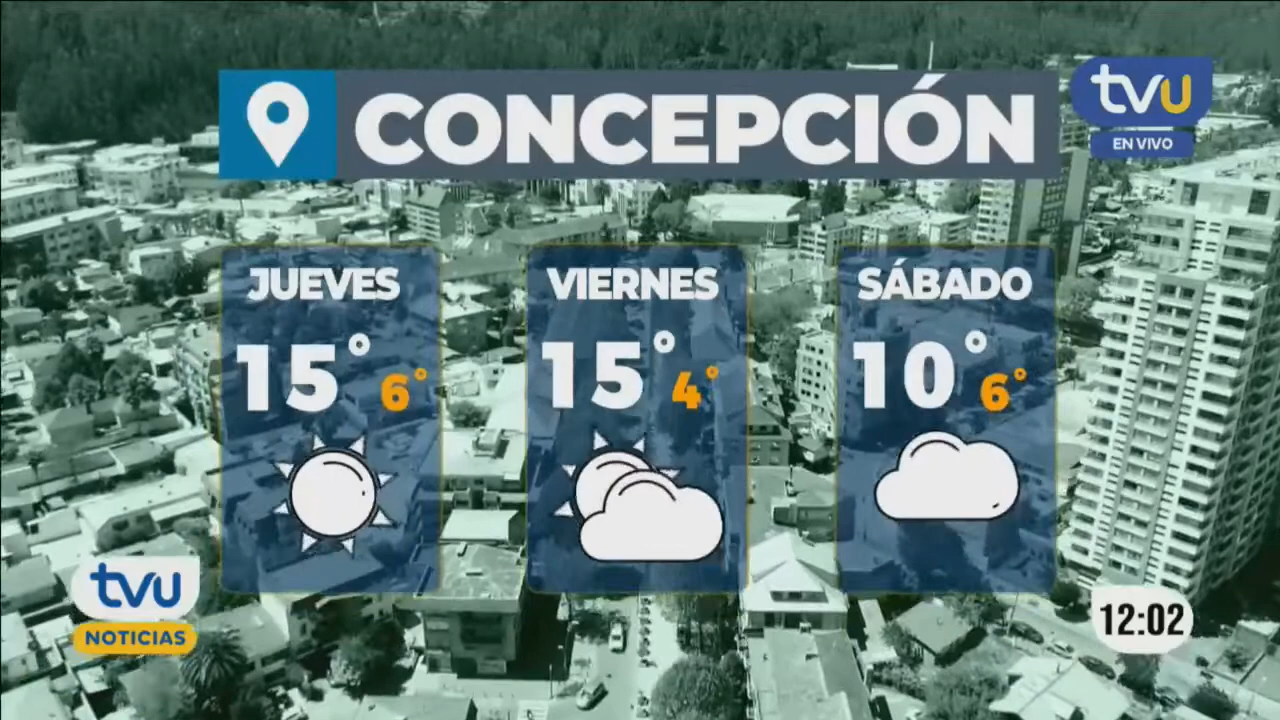 CONCEPCIÓN
tvu
EN VIVO
JUEVES
15° 6°
VIERNES
15° 4°
SÁBADO
10° 6°
tvu
NOTICIAS
12:02